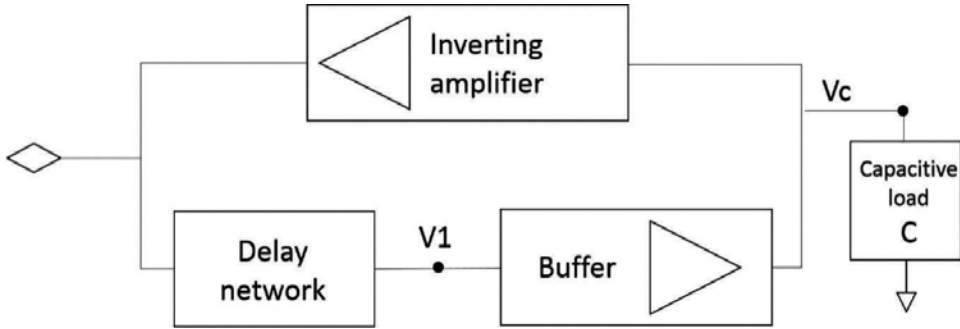 Inverting
amplifier
Vc
Capacitive
load
C
Delay
network
V1
Buffer